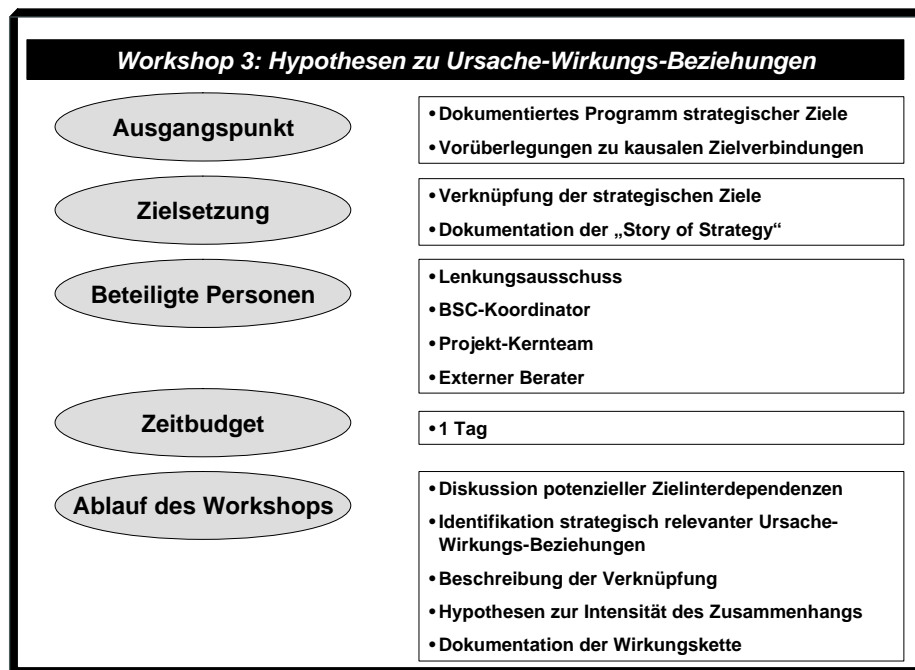 Workshop 3: Hypothesen zu Ursache-Wirkungs-Beziehungen
Ausgangspunkt
• Dokumentiertes Programm strategischer Ziele
• Vorüberlegungen zu kausalen Zielverbindungen
Zielsetzung
• Verknüpfung der strategischen Ziele
• Dokumentation der „Story of Strategy“
Beteiligte Personen
• Lenkungsausschuss
• BSC-Koordinator
• Projekt-Kernteam
• Externer Berater
Zeitbudget
• 1 Tag
Ablauf des Workshops
• Diskussion potenzieller Zielinterdependenzen
• Identifikation strategisch relevanter Ursache-
Wirkungs-Beziehungen
• Beschreibung der Verknüpfung
• Hypothesen zur Intensität des Zusammenhangs
• Dokumentation der Wirkungskette